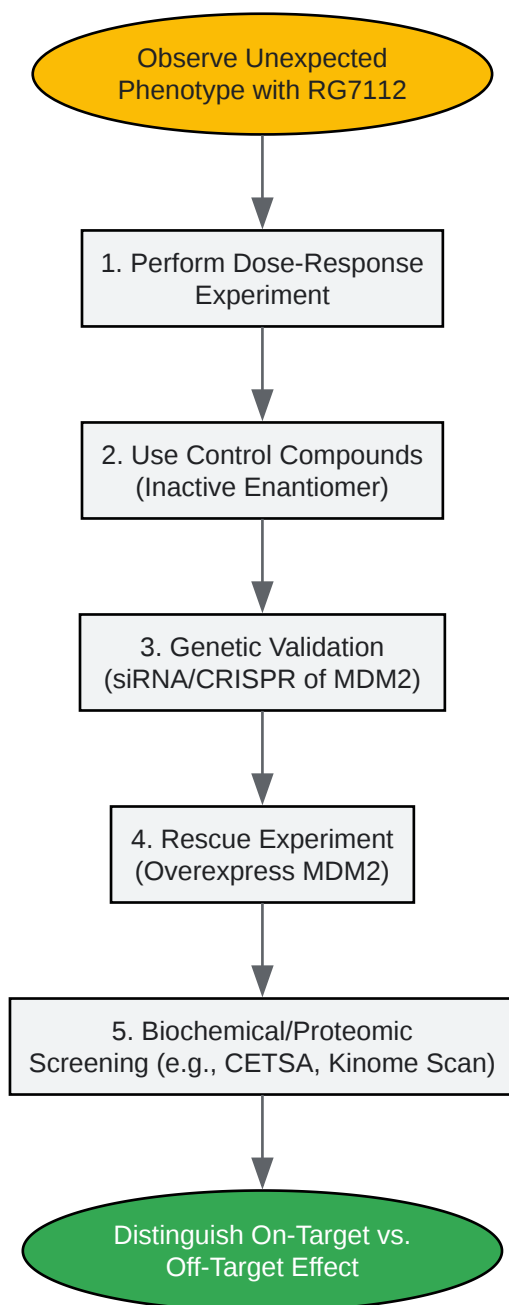 Observe Unexpected
Phenotype with RG7112
1. Perform Dose-Response
Experiment
2. Use Control Compounds
(Inactive Enantiomer)
3. Genetic Validation
(siRNA/CRISPR of MDM2)
4. Rescue Experiment
(Overexpress MDM2)
5. Biochemical/Proteomic
Screening (e.g., CETSA, Kinome Scan)
Distinguish On-Target vs.
Off-Target Effect